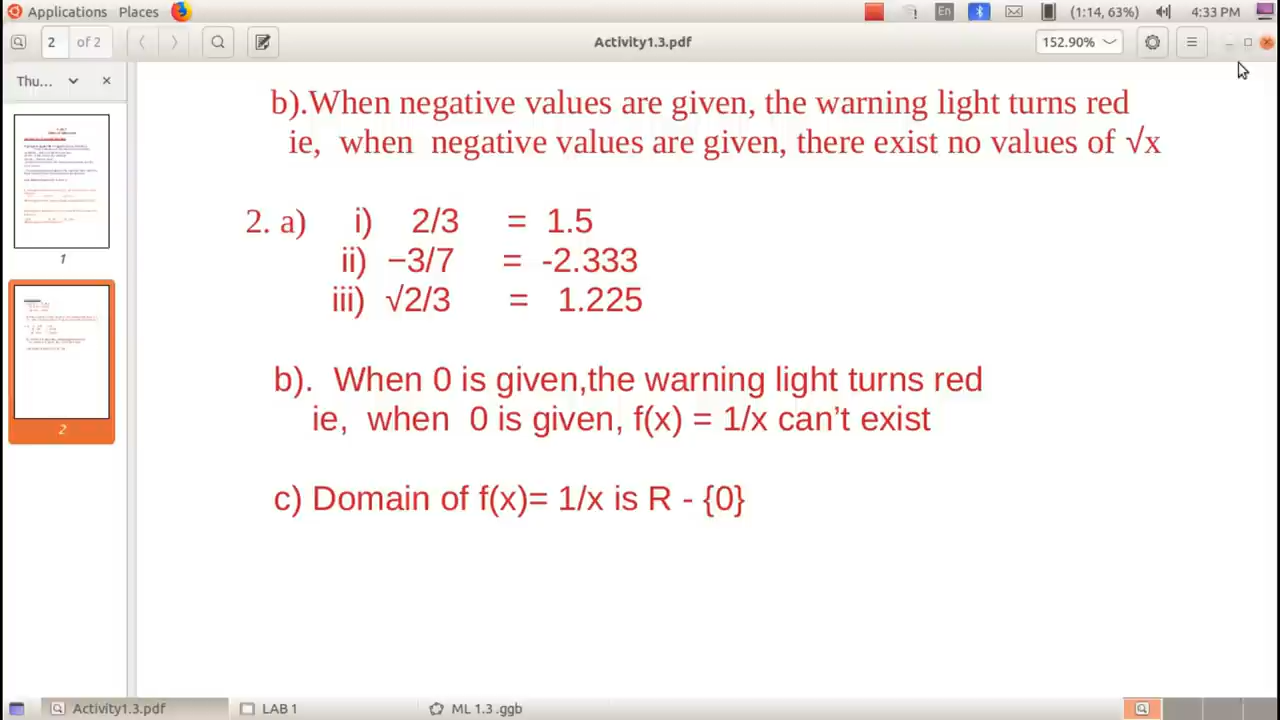 Applications Places En (1:14, 63%) 4:33 PM
2 of 2 Activity1.3.pdf 152.90%
Thu...
1
2
b).When negative values are given, the warning light turns red
ie, when negative values are given, there exist no values of √x
2. a) i) 2/3 = 1.5
ii) −3/7 = -2.333
iii) √2/3 = 1.225
b). When 0 is given,the warning light turns red
ie, when 0 is given, f(x) = 1/x can’t exist
c) Domain of f(x)= 1/x is R - {0}
Activity1.3.pdf LAB 1 ML 1.3 .ggb